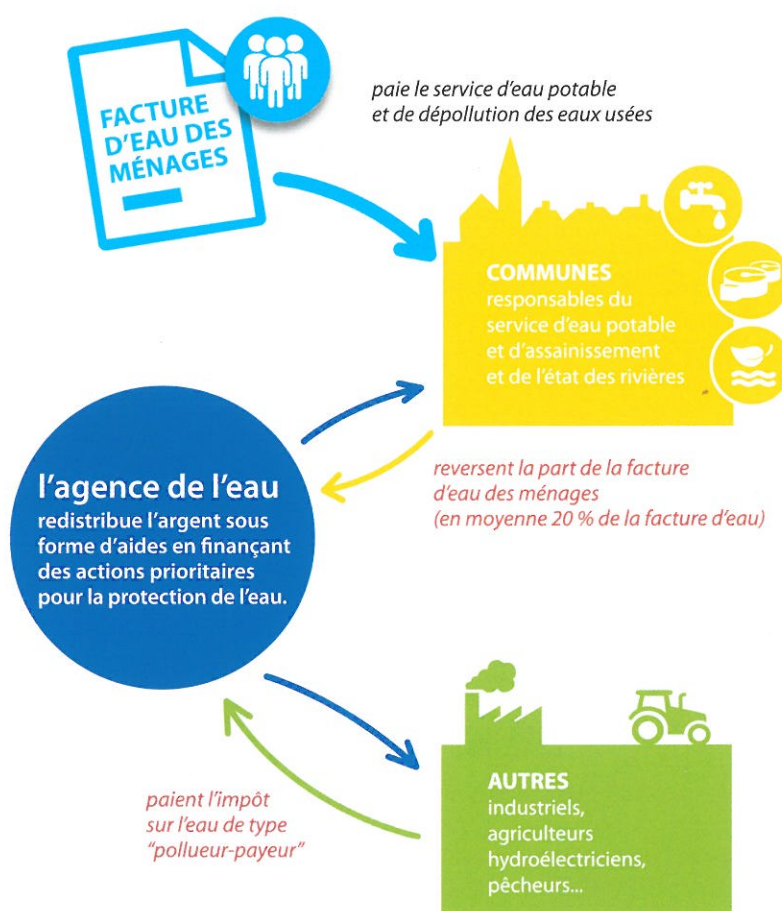 FACTURE
D'EAU DES
MÉNAGES
paie le service d'eau potable
et de dépollution des eaux usées
COMMUNES
responsables du
service d'eau potable
et d'assainissement
et de l'état des rivières
l'agence de l'eau
redistribue l'argent sous
forme d'aides en finançant
des actions prioritaires
pour la protection de l'eau.
reversent la part de la facture
d'eau des ménages
(en moyenne 20 % de la facture d'eau)
paient l'impôt
sur l'eau de type
"pollueur-payeur"
AUTRES
industriels,
agriculteurs
hydroélectriciens,
pêcheurs...